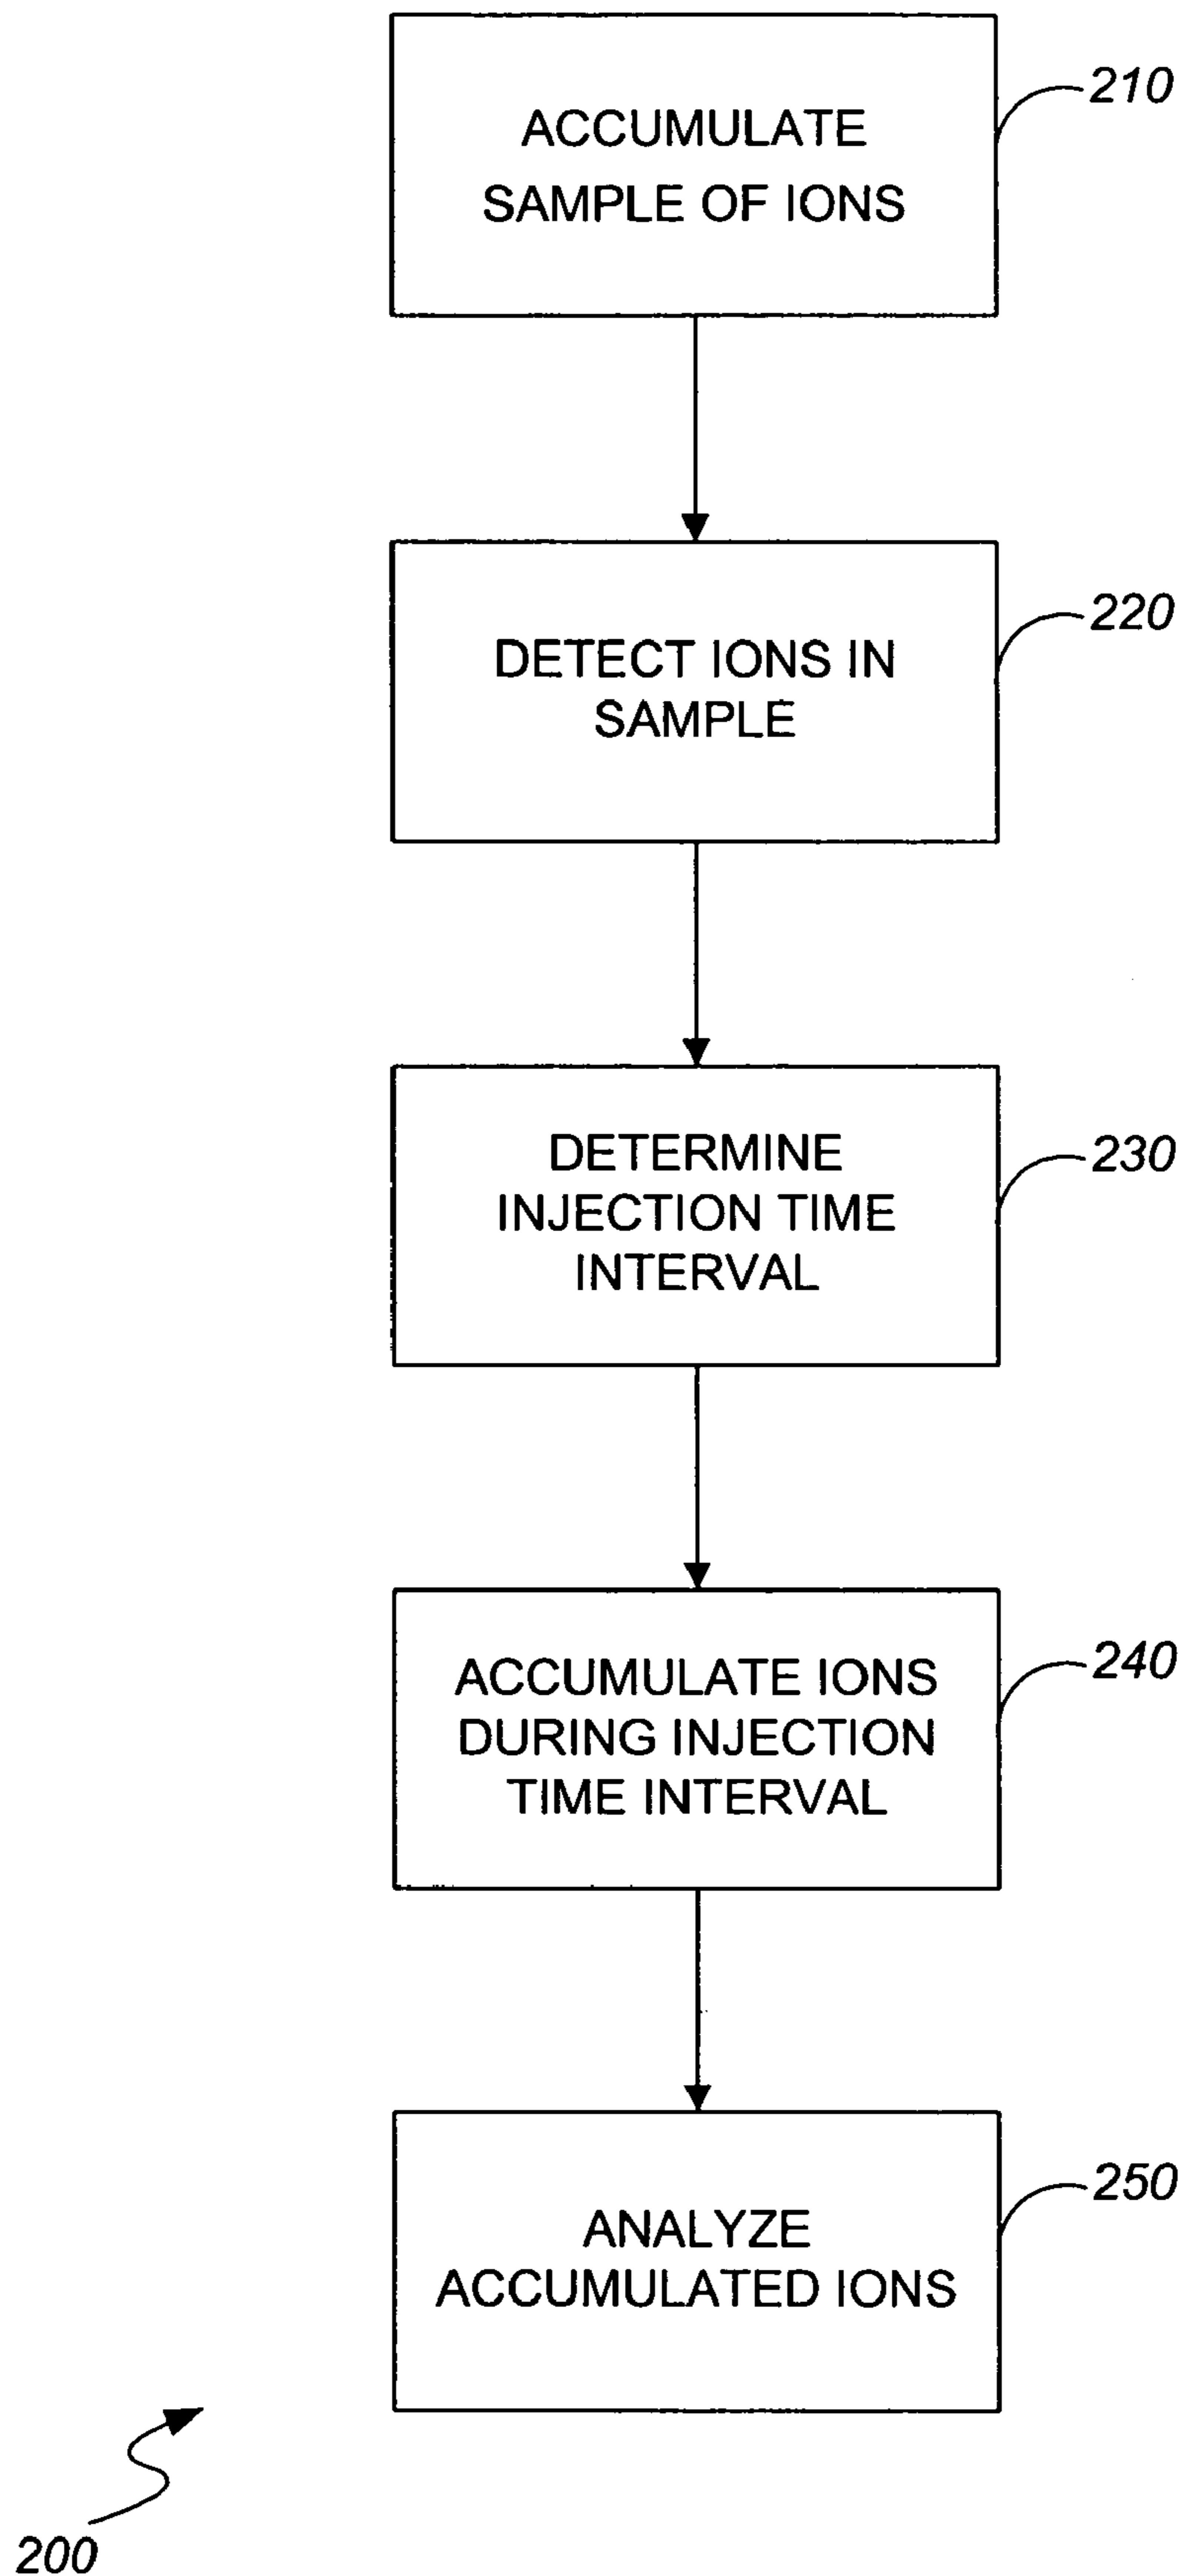 ACCUMULATE
SAMPLE OF IONS
210
DETECT IONS IN
SAMPLE
220
DETERMINE
INJECTION TIME
INTERVAL
230
ACCUMULATE IONS
DURING INJECTION
TIME INTERVAL
240
ANALYZE
ACCUMULATED IONS
250
200